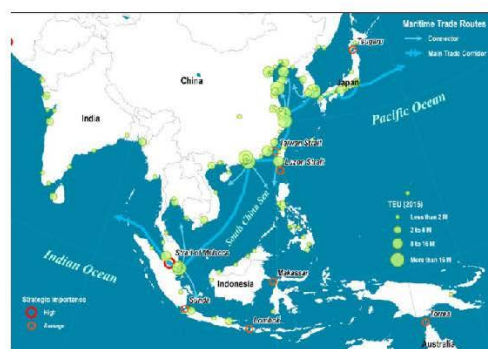 Maritime Trade Routes
Connector
Main Trade Corridor
Tsugaru
China
Japan
India
Pacific Ocean
Taiwan Strait
Luzon Strait
South China Sea
TEU (2015)
Less than 2 M
2 to 8 M
8 to 16 M
More than 16 M
Strait of Malacca
Indian Ocean
Indonesia
Makassar
Strategic Importance
High
Average
Sunda
Lombok
Torres
Australia